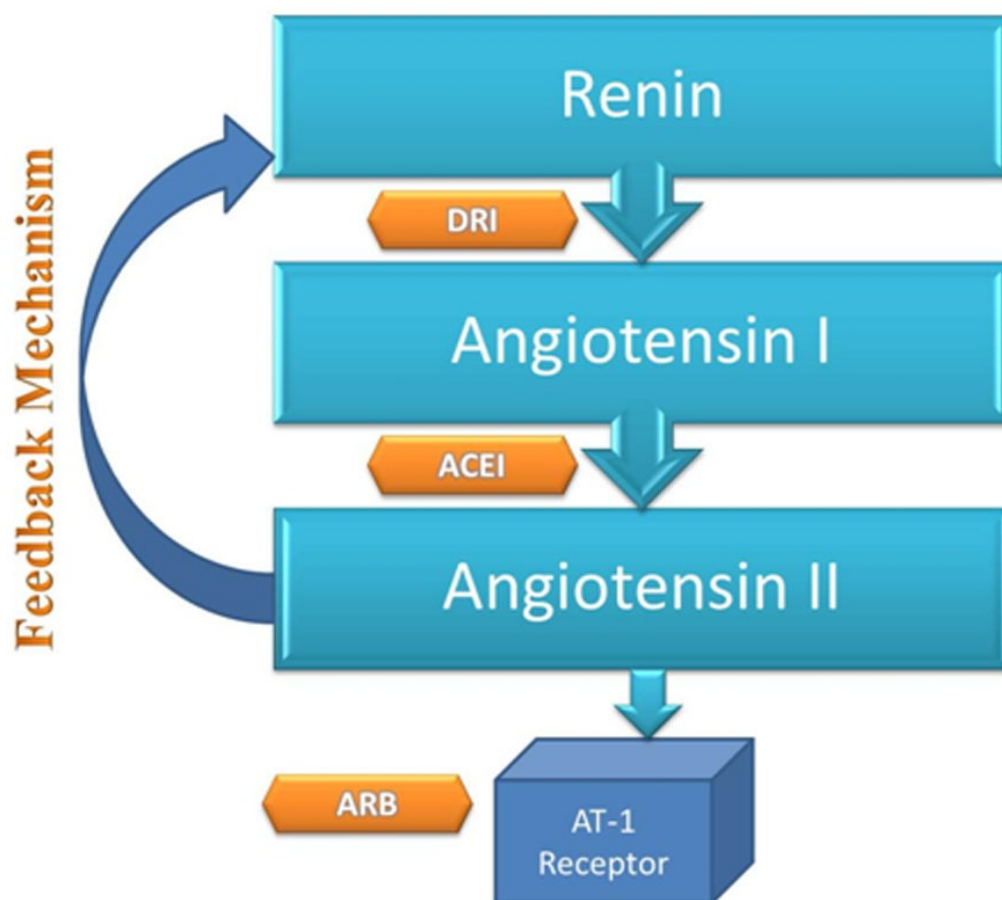 Feedback Mechanism
Renin
DRI
Angiotensin I
ACEI
Angiotensin II
ARB
AT-1
Receptor